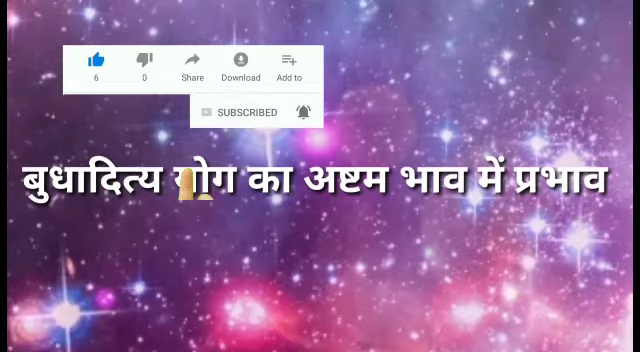 6 0 Share Download Add to
SUBSCRIBED
बुधादित्य योग का अष्टम भाव में प्रभाव